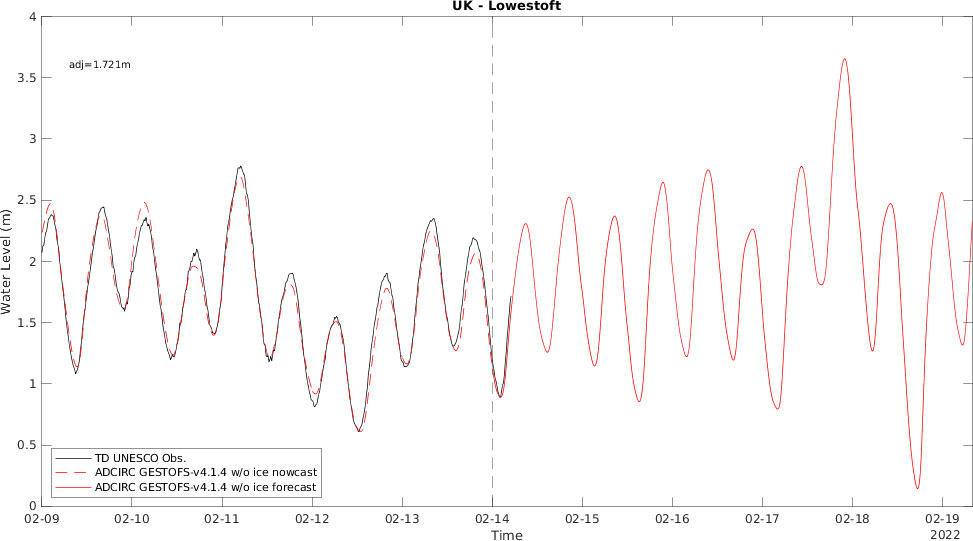 UK - Lowestoft
adj=1.721m
4
3.5
3
2.5
2
1.5
1
0.5
0
Water Level (m)
TD UNESCO Obs.
ADCIRC GESTOFS-v4.1.4 w/o ice nowcast
ADCIRC GESTOFS-v4.1.4 w/o ice forecast
02-09 02-10 02-11 02-12 02-13 02-14 02-15 02-16 02-17 02-18 02-19
Time
2022